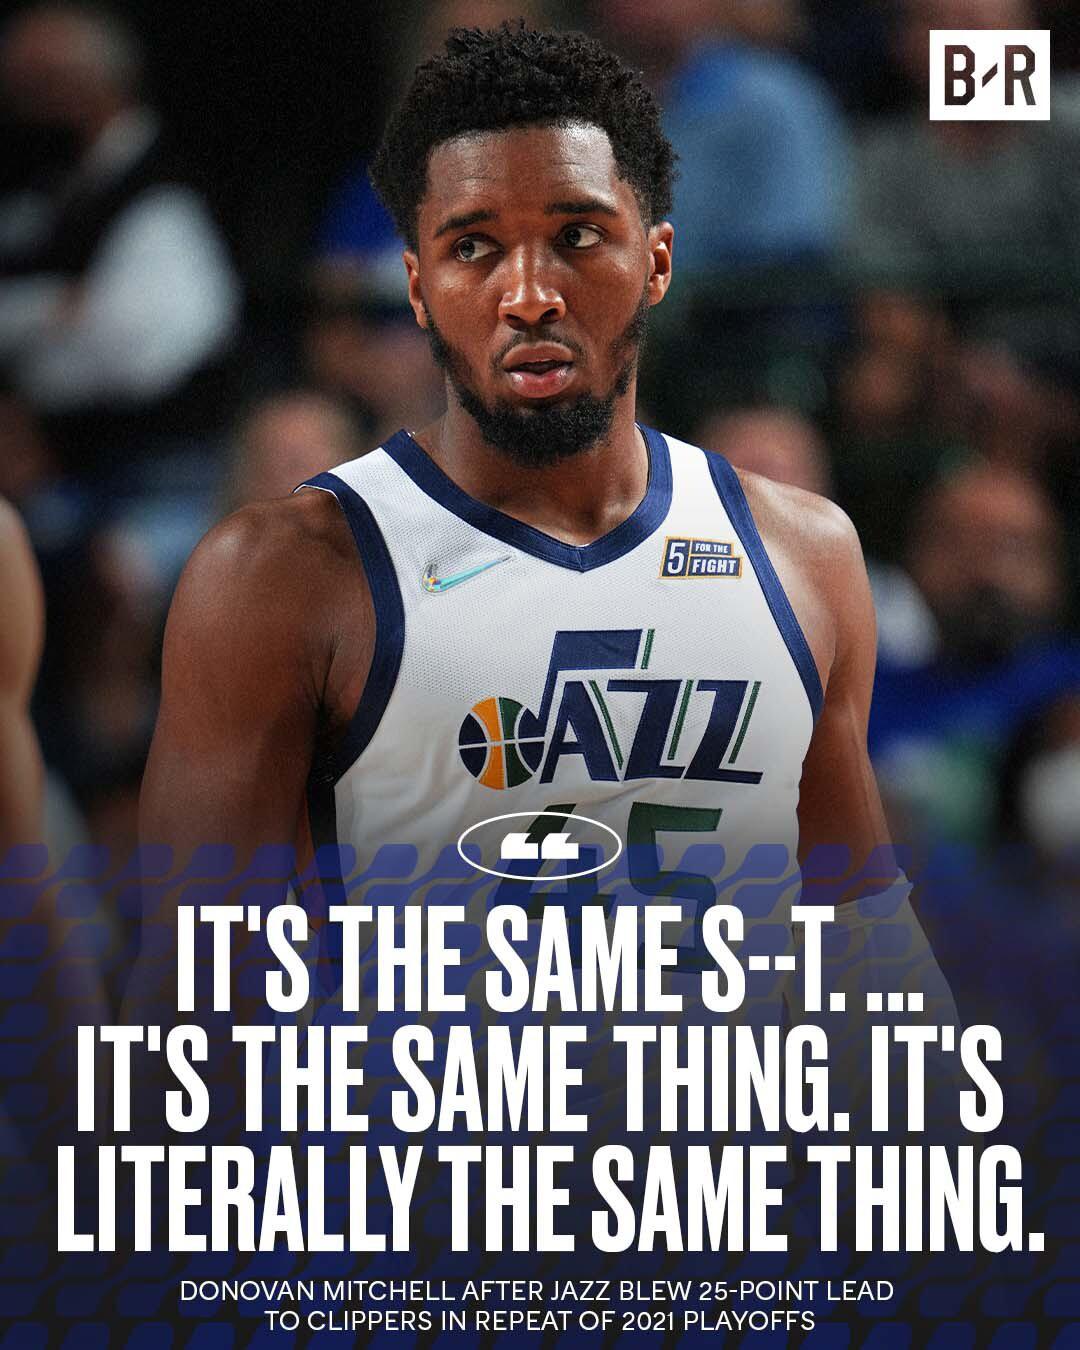 B/R
5 FOR THE
FIGHT
JAZZ
45
IT'S THE SAME S--T. ...
IT'S THE SAME THING. IT'S
LITERALLY THE SAME THING.
DONOVAN MITCHELL AFTER JAZZ BLEW 25-POINT LEAD
TO CLIPPERS IN REPEAT OF 2021 PLAYOFFS